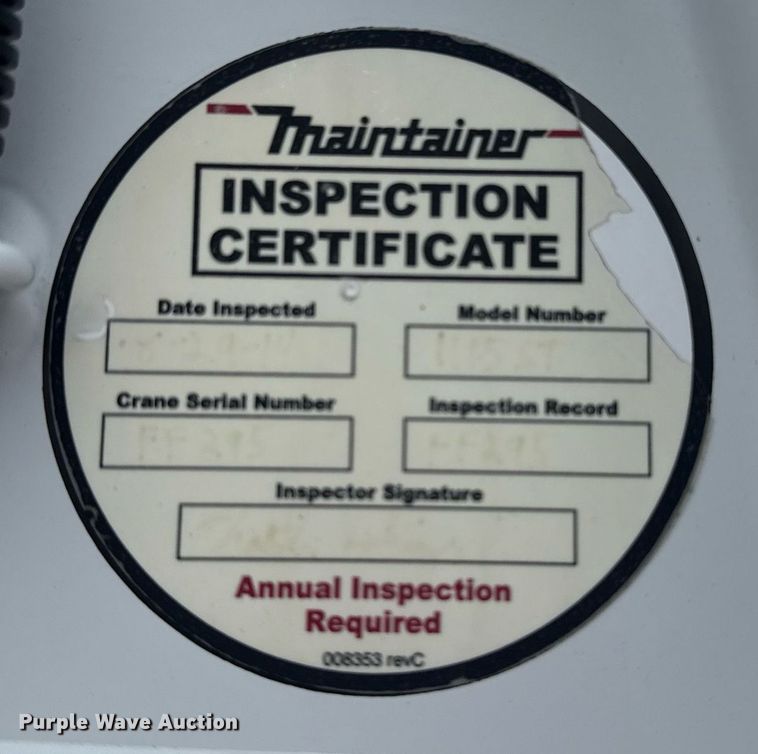 Maintainer
INSPECTION
CERTIFICATE
Date Inspected
Model Number
Crane Serial Number
Inspection Record
Inspector Signature
Annual Inspection
Required
008353 revC
Purple Wave Auction